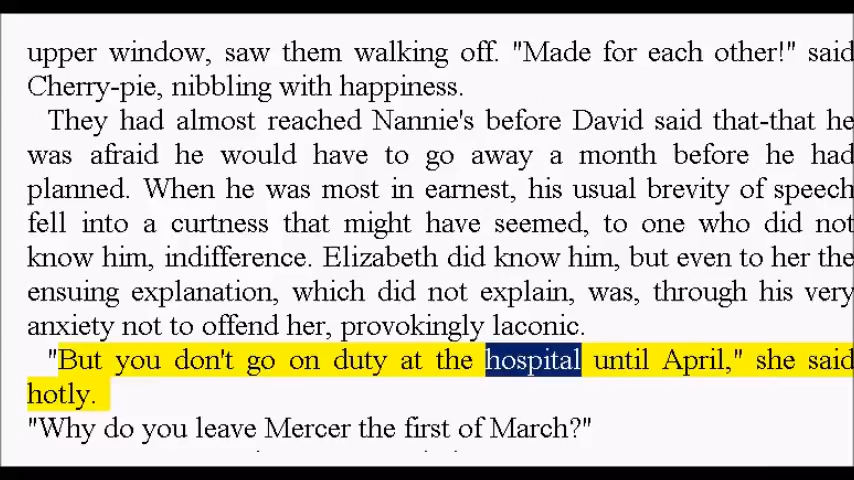 upper window, saw them walking off. "Made for each other!" said
Cherry-pie, nibbling with happiness.
They had almost reached Nannie's before David said that-that he
was afraid he would have to go away a month before he had
planned. When he was most in earnest, his usual brevity of speech
fell into a curtness that might have seemed, to one who did not
know him, indifference. Elizabeth did know him, but even to her the
ensuing explanation, which did not explain, was, through his very
anxiety not to offend her, provokingly laconic.
"But you don't go on duty at the hospital until April," she said
hotly.
"Why do you leave Mercer the first of March?"